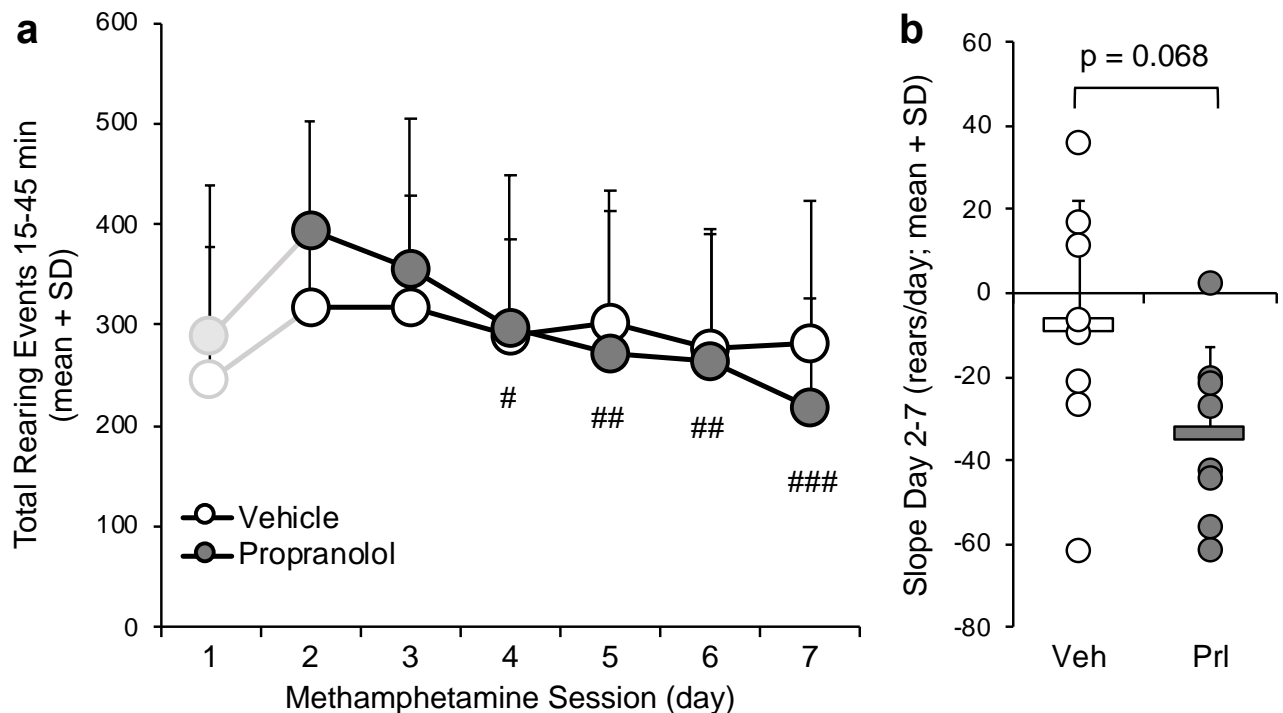 a
Total Rearing Events 15-45 min
(mean + SD)
600
500
400
300
200
100
0
#
##
##
###
Vehicle
Propranolol
1 2 3 4 5 6 7
Methamphetamine Session (day)
b
Slope Day 2-7 (rears/day; mean + SD)
60
40
20
0
-20
-40
-60
-80
p = 0.068
Veh Prl